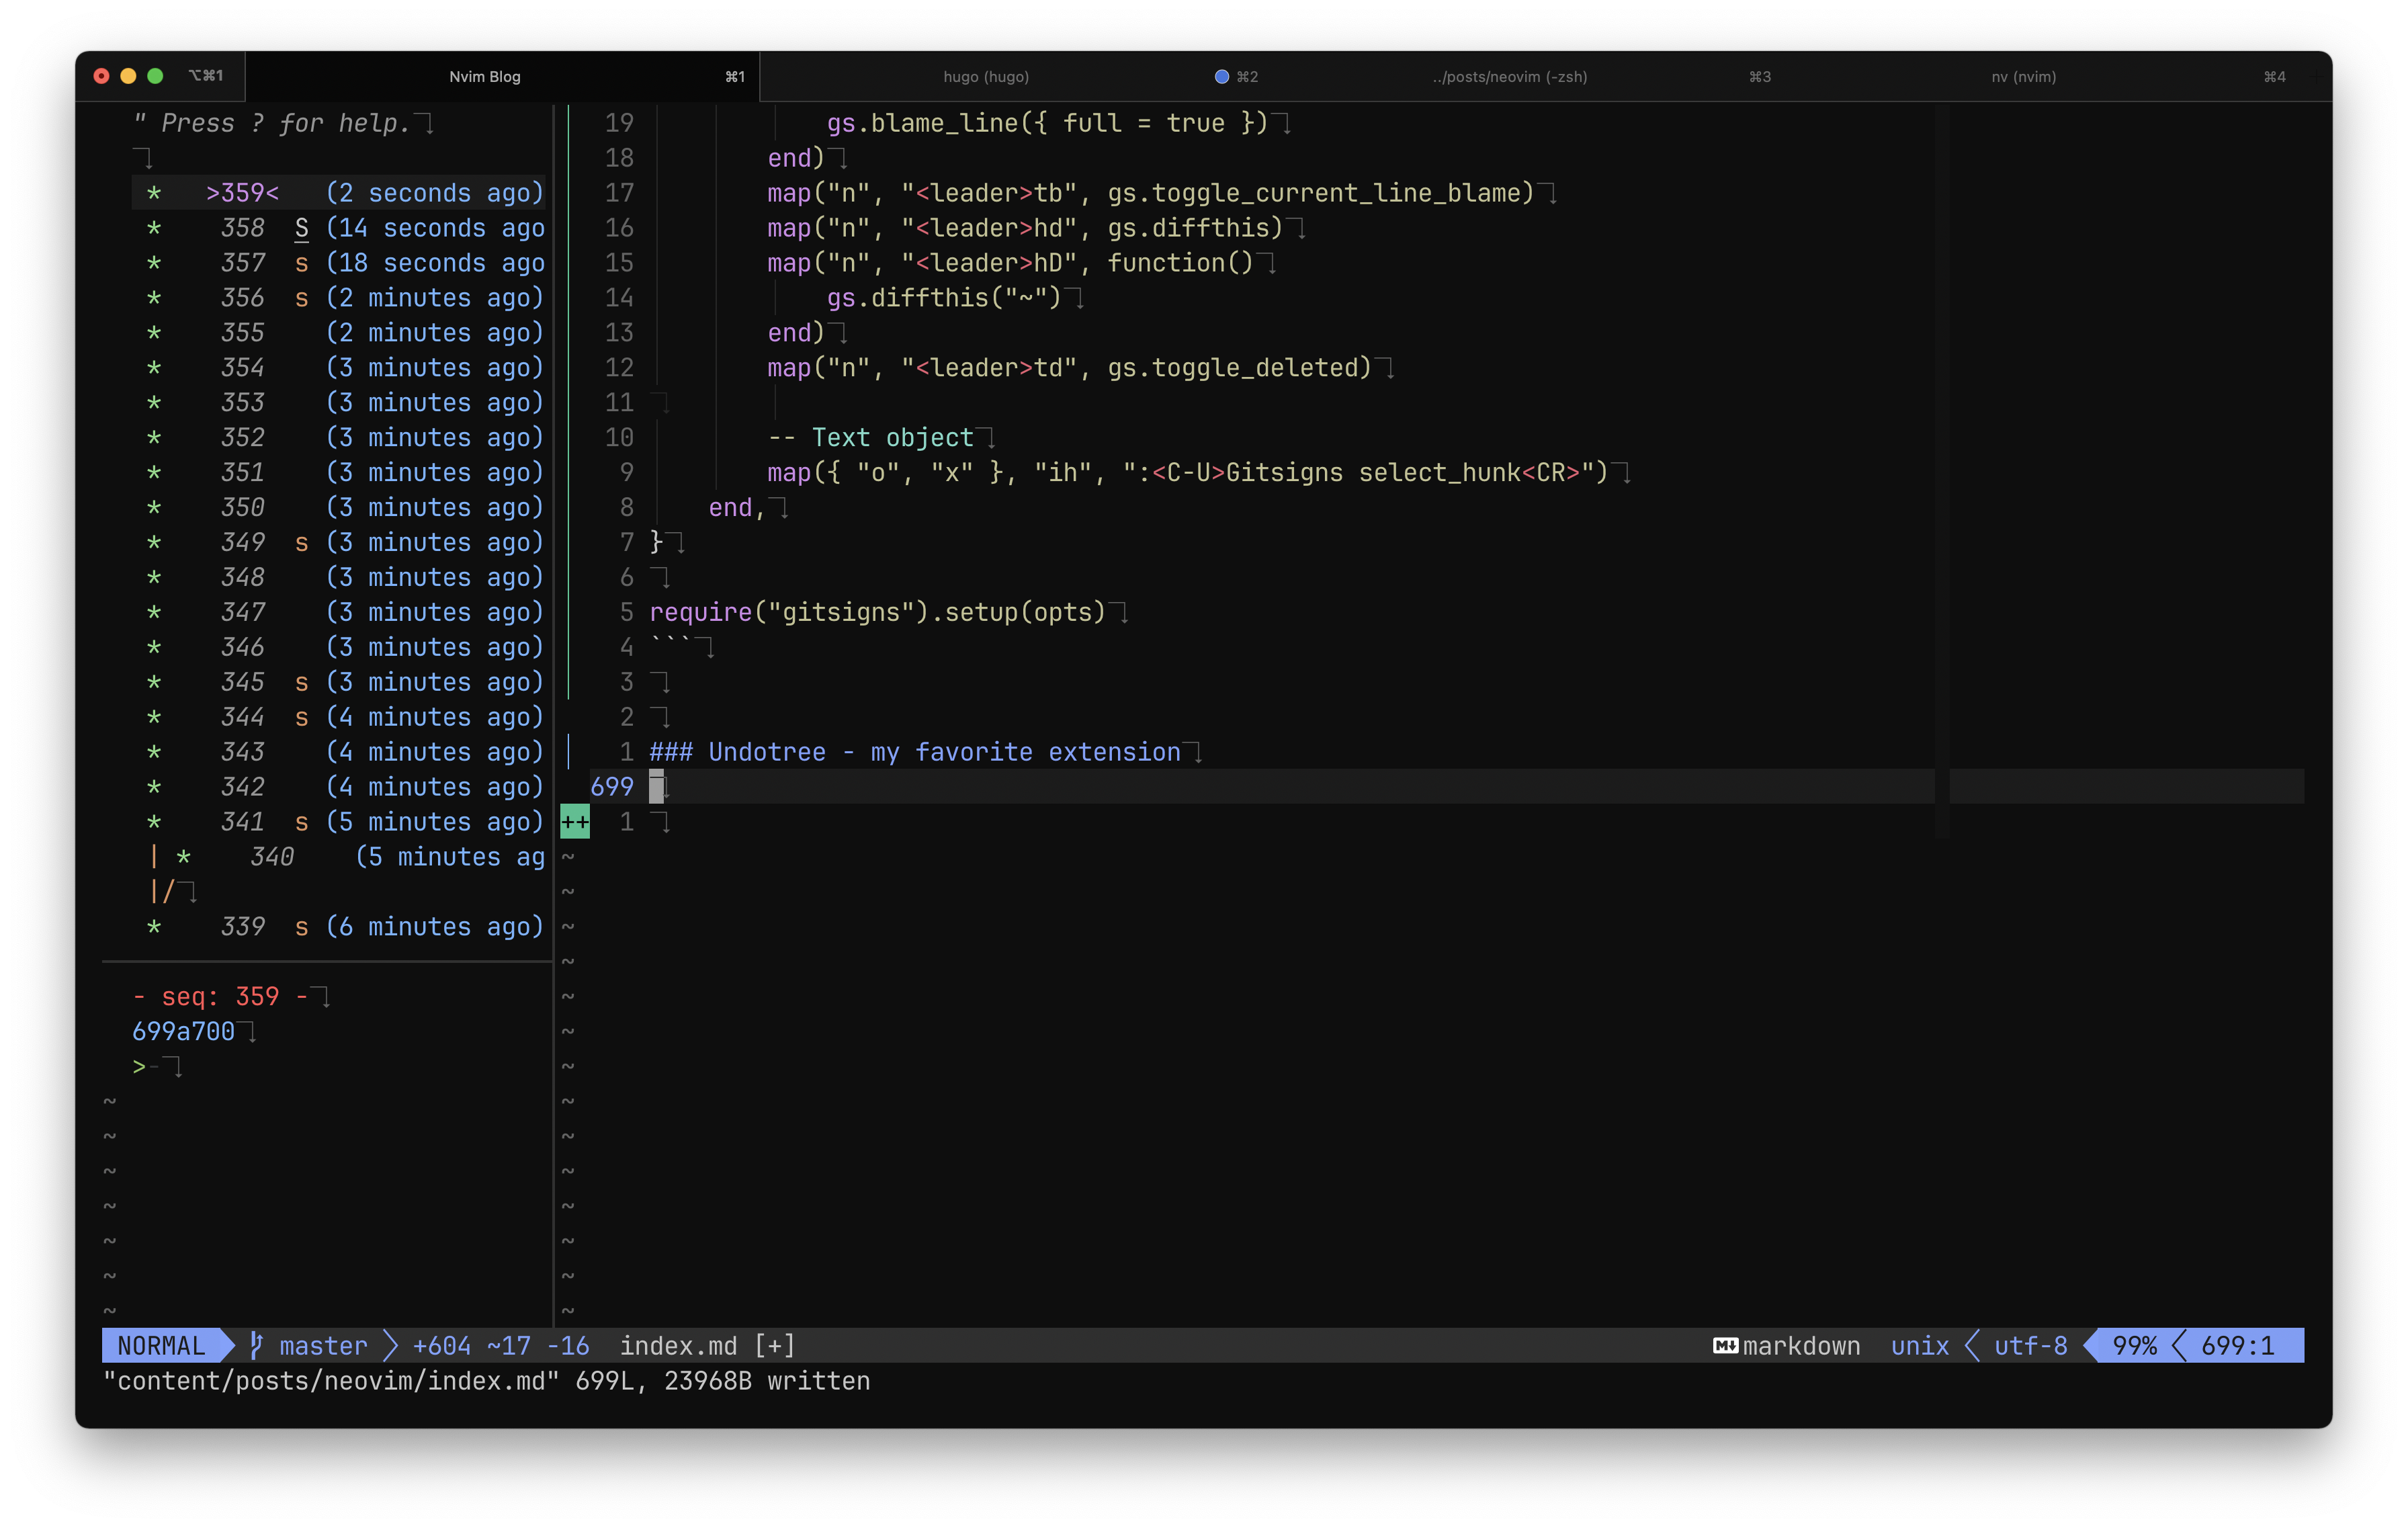 ⌥⌘1 Nvim Blog ⌘1 hugo (hugo) ⌘2 ../posts/neovim (-zsh) ⌘3 nv (nvim) ⌘4
" Press ? for help.
* >359< (2 seconds ago)
* 358 S (14 seconds ago
* 357 s (18 seconds ago
* 356 s (2 minutes ago)
* 355 (2 minutes ago)
* 354 (3 minutes ago)
* 353 (3 minutes ago)
* 352 (3 minutes ago)
* 351 (3 minutes ago)
* 350 (3 minutes ago)
* 349 s (3 minutes ago)
* 348 (3 minutes ago)
* 347 (3 minutes ago)
* 346 (3 minutes ago)
* 345 s (3 minutes ago)
* 344 s (4 minutes ago)
* 343 (4 minutes ago)
* 342 (4 minutes ago)
* 341 s (5 minutes ago)
| * 340 (5 minutes ag
|/
* 339 s (6 minutes ago)
- seq: 359 -
699a700
>-
~
~
~
~
~
~
~
19 gs.blame_line({ full = true })
18 end)
17 map("n", "<leader>tb", gs.toggle_current_line_blame)
16 map("n", "<leader>hd", gs.diffthis)
15 map("n", "<leader>hD", function()
14 gs.diffthis("~")
13 end)
12 map("n", "<leader>td", gs.toggle_deleted)
11
10 -- Text object
9 map({ "o", "x" }, "ih", ":<C-U>Gitsigns select_hunk<CR>")
8 end,
7 }
6
5 require("gitsigns").setup(opts)
4 ```
3
2
1 ### Undotree - my favorite extension
699
++ 1
~
~
~
~
~
~
~
~
~
~
~
~
~
~
NORMAL master +604 ~17 -16 index.md [+] M↓ markdown unix utf-8 99% 699:1
"content/posts/neovim/index.md" 699L, 23968B written